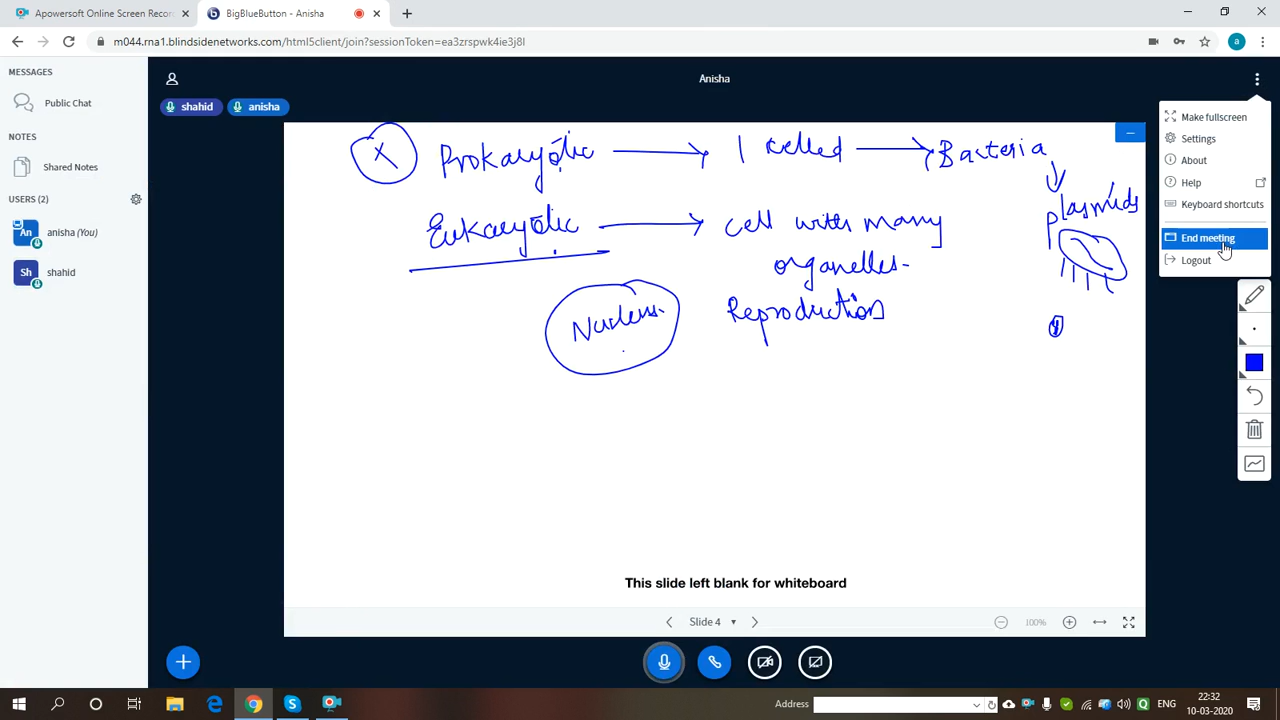 Apowersoft Online Screen Recor
BigBlueButton - Anisha
m044.rna1.blindsidenetworks.com/html5client/join?sessionToken=ea3zrspwk4ie3j8l
a
MESSAGES
Public Chat
NOTES
Shared Notes
USERS (2)
An anisha (You)
Sh shahid
Anisha
shahid anisha
X Prokaryotic → 1 celled → Bacteria
Plasmids
Eukaryotic → cell with many
organelles.
Nucleus. Reproduction
This slide left blank for whiteboard
Slide 4
100%
Make fullscreen
Settings
About
Help
Keyboard shortcuts
End meeting
Logout
Address
ENG
22:32
10-03-2020